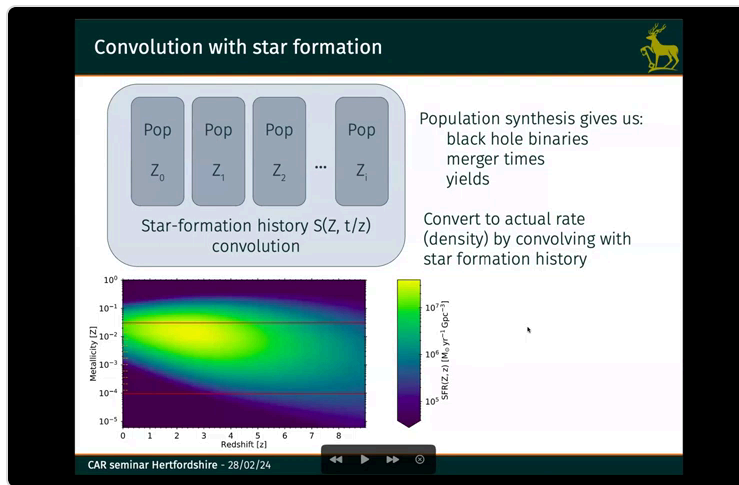 Convolution with star formation
Pop Pop Pop Pop
Z0 Z1 Z2 ... Zi
Star-formation history S(Z, t/z)
convolution
Population synthesis gives us:
black hole binaries
merger times
yields
Convert to actual rate
(density) by convolving with
star formation history
10^0
10^-1
10^-2
10^-3
10^-4
10^-5
Metallicity [Z]
0 1 2 3 4 5 6 7 8
Redshift [z]
10^7
10^6
10^5
SFR(Z, z) [M⊙ yr^-1 Gpc^-3]
CAR seminar Hertfordshire - 28/02/24